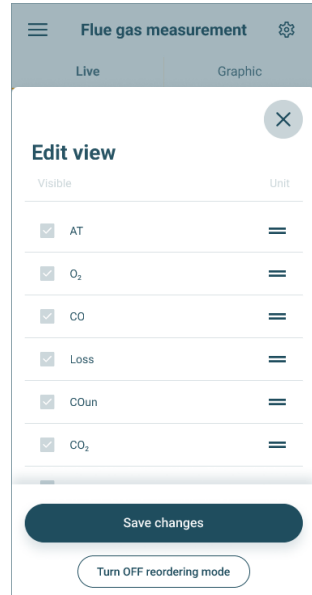 Flue gas measurement
Live Graphic
Edit view
Visible Unit
AT
O₂
CO
Loss
COun
CO₂
Save changes
Turn OFF reordering mode